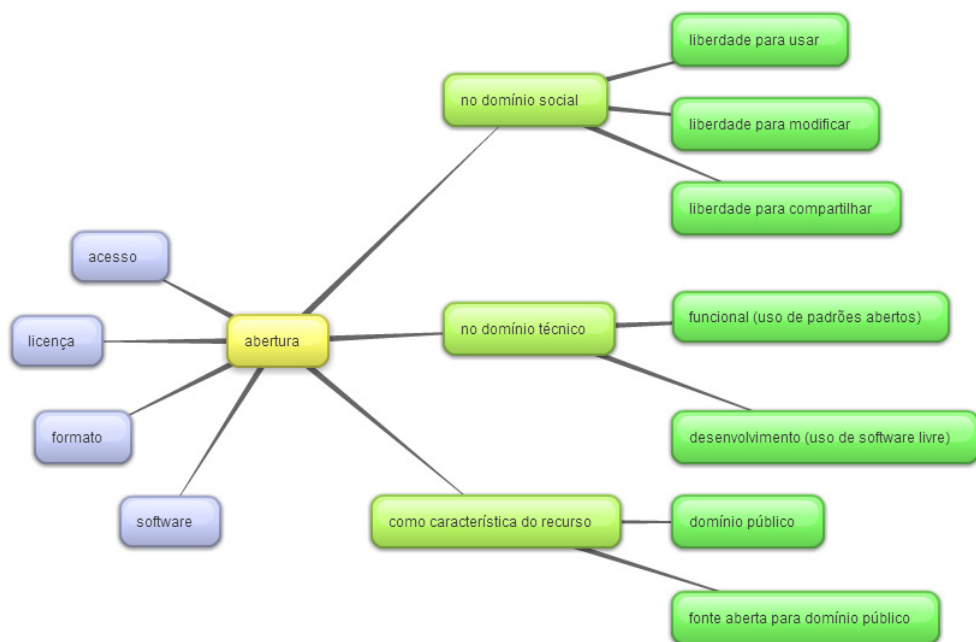 liberdade para usar
no domínio social
liberdade para modificar
liberdade para compartilhar
acesso
licença
abertura
formato
software
no domínio técnico
funcional (uso de padrões abertos)
desenvolvimento (uso de software livre)
como característica do recurso
domínio público
fonte aberta para domínio público